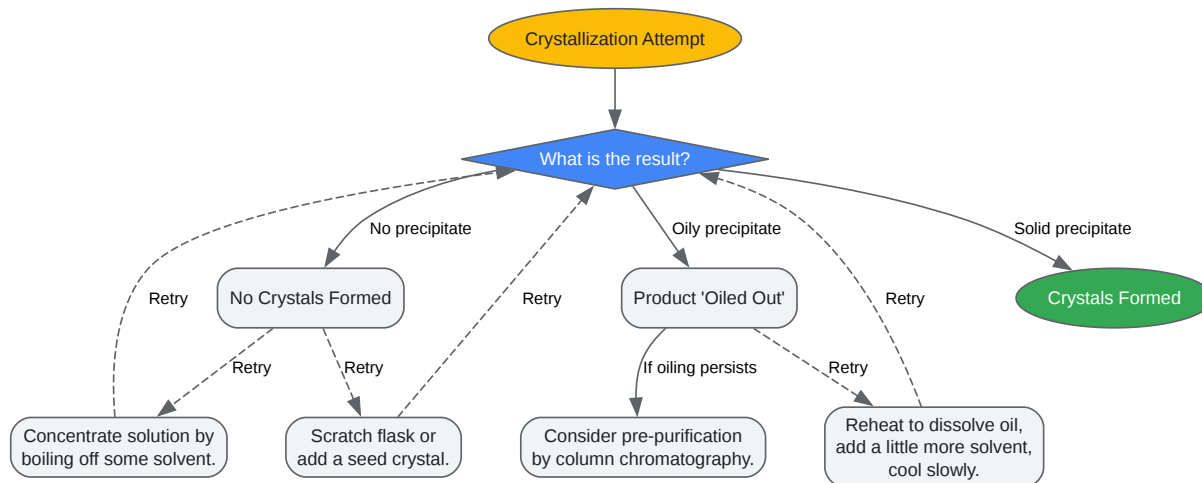 Crystallization Attempt
What is the result?
No precipitate
Oily precipitate
Solid precipitate
Retry
No Crystals Formed
Retry
Product 'Oiled Out'
Retry
Crystals Formed
Retry
Retry
If oiling persists
Retry
Concentrate solution by
boiling off some solvent.
Scratch flask or
add a seed crystal.
Consider pre-purification
by column chromatography.
Reheat to dissolve oil,
add a little more solvent,
cool slowly.